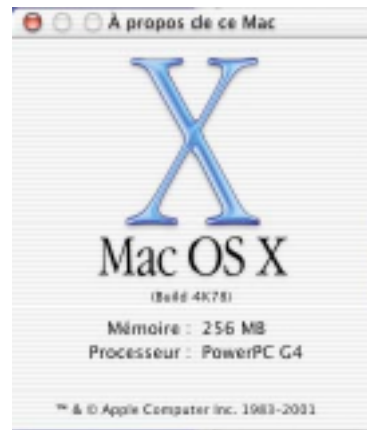 À propos de ce Mac
Mac OS X
(Build 4K78)
Mémoire : 256 MB
Processeur : PowerPC G4
™ & © Apple Computer Inc. 1983-2001